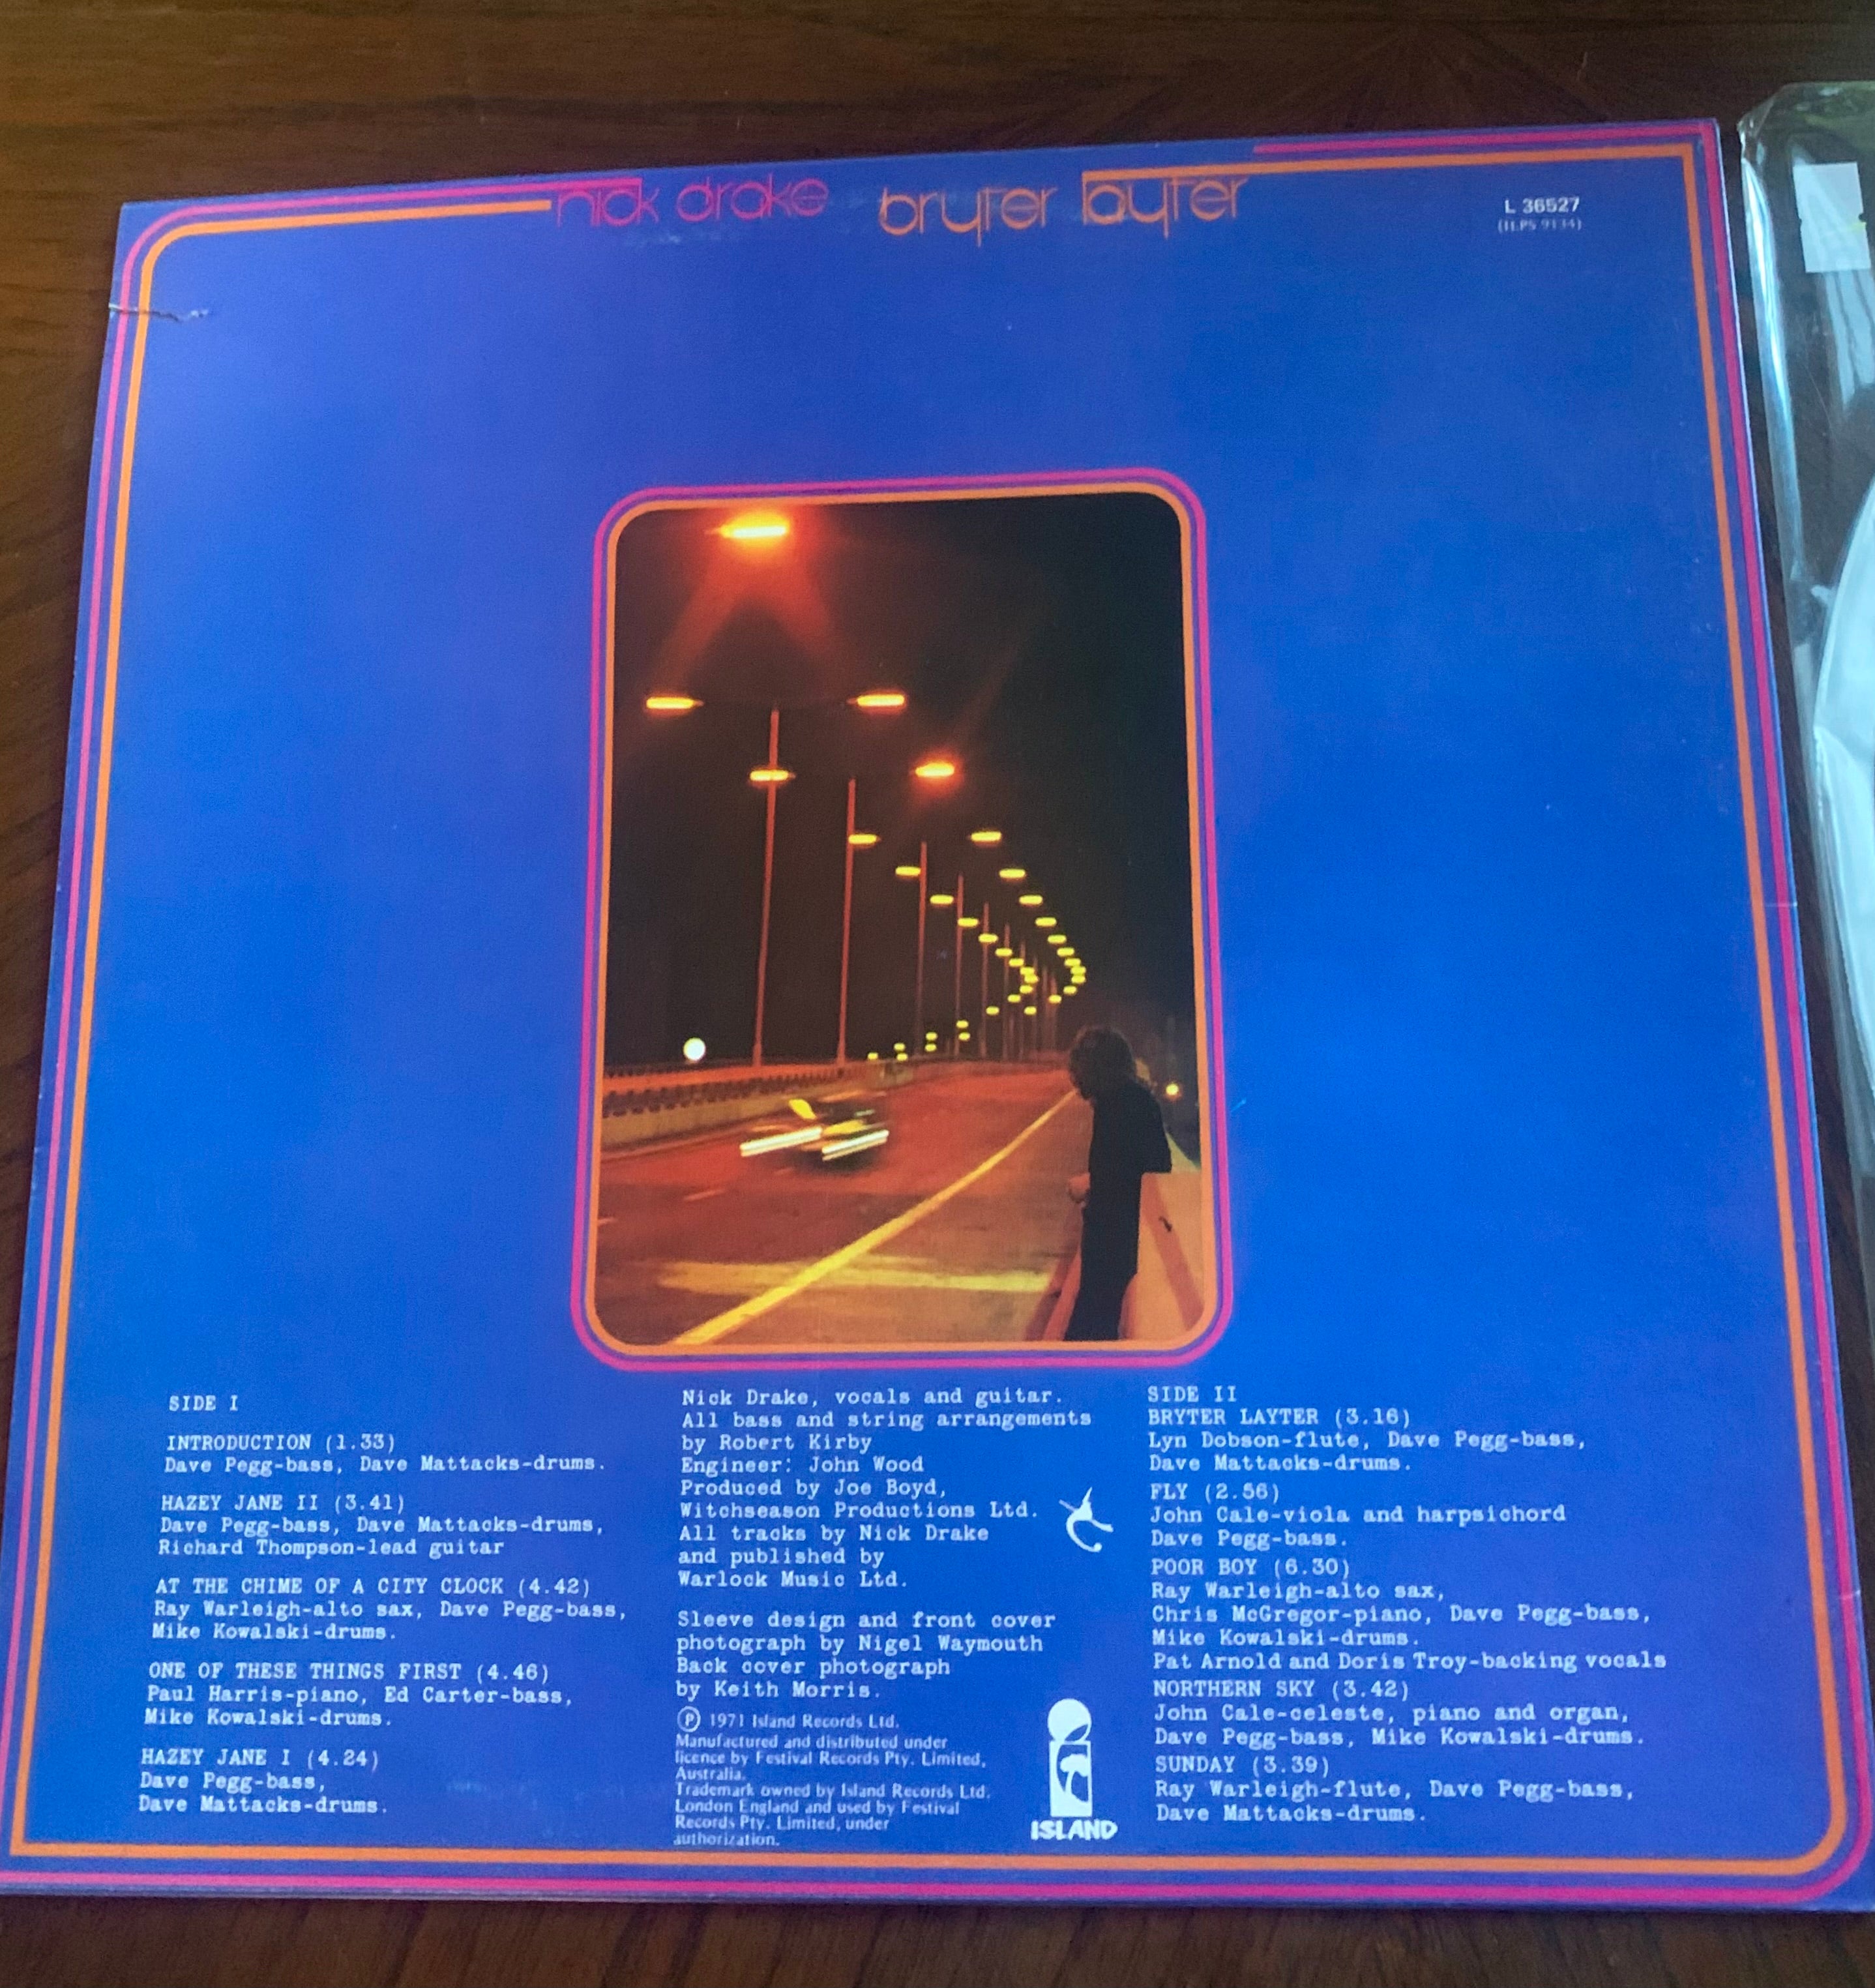 nick drake bryter layter
L 36527
(ILPS 9134)
SIDE I
INTRODUCTION (1.33)
Dave Pegg-bass, Dave Mattacks-drums.
HAZEY JANE II (3.41)
Dave Pegg-bass, Dave Mattacks-drums,
Richard Thompson-lead guitar
AT THE CHIME OF A CITY CLOCK (4.42)
Ray Warleigh-alto sax, Dave Pegg-bass,
Mike Kowalski-drums.
ONE OF THESE THINGS FIRST (4.46)
Paul Harris-piano, Ed Carter-bass,
Mike Kowalski-drums.
HAZEY JANE I (4.24)
Dave Pegg-bass,
Dave Mattacks-drums.
Nick Drake, vocals and guitar.
All bass and string arrangements
by Robert Kirby
Engineer: John Wood
Produced by Joe Boyd,
Witchseason Productions Ltd.
All tracks by Nick Drake
and published by
Warlock Music Ltd.
Sleeve design and front cover
photograph by Nigel Waymouth
Back cover photograph
by Keith Morris.
Ⓟ 1971 Island Records Ltd.
Manufactured and distributed under
licence by Festival Records Pty. Limited,
Australia.
Trademark owned by Island Records Ltd.
London England and used by Festival
Records Pty. Limited, under
authorization.
ISLAND
SIDE II
BRYTER LAYTER (3.16)
Lyn Dobson-flute, Dave Pegg-bass,
Dave Mattacks-drums.
FLY (2.56)
John Cale-viola and harpsichord
Dave Pegg-bass.
POOR BOY (6.30)
Ray Warleigh-alto sax,
Chris McGregor-piano, Dave Pegg-bass,
Mike Kowalski-drums.
Pat Arnold and Doris Troy-backing vocals
NORTHERN SKY (3.42)
John Cale-celeste, piano and organ,
Dave Pegg-bass, Mike Kowalski-drums.
SUNDAY (3.39)
Ray Warleigh-flute, Dave Pegg-bass,
Dave Mattacks-drums.